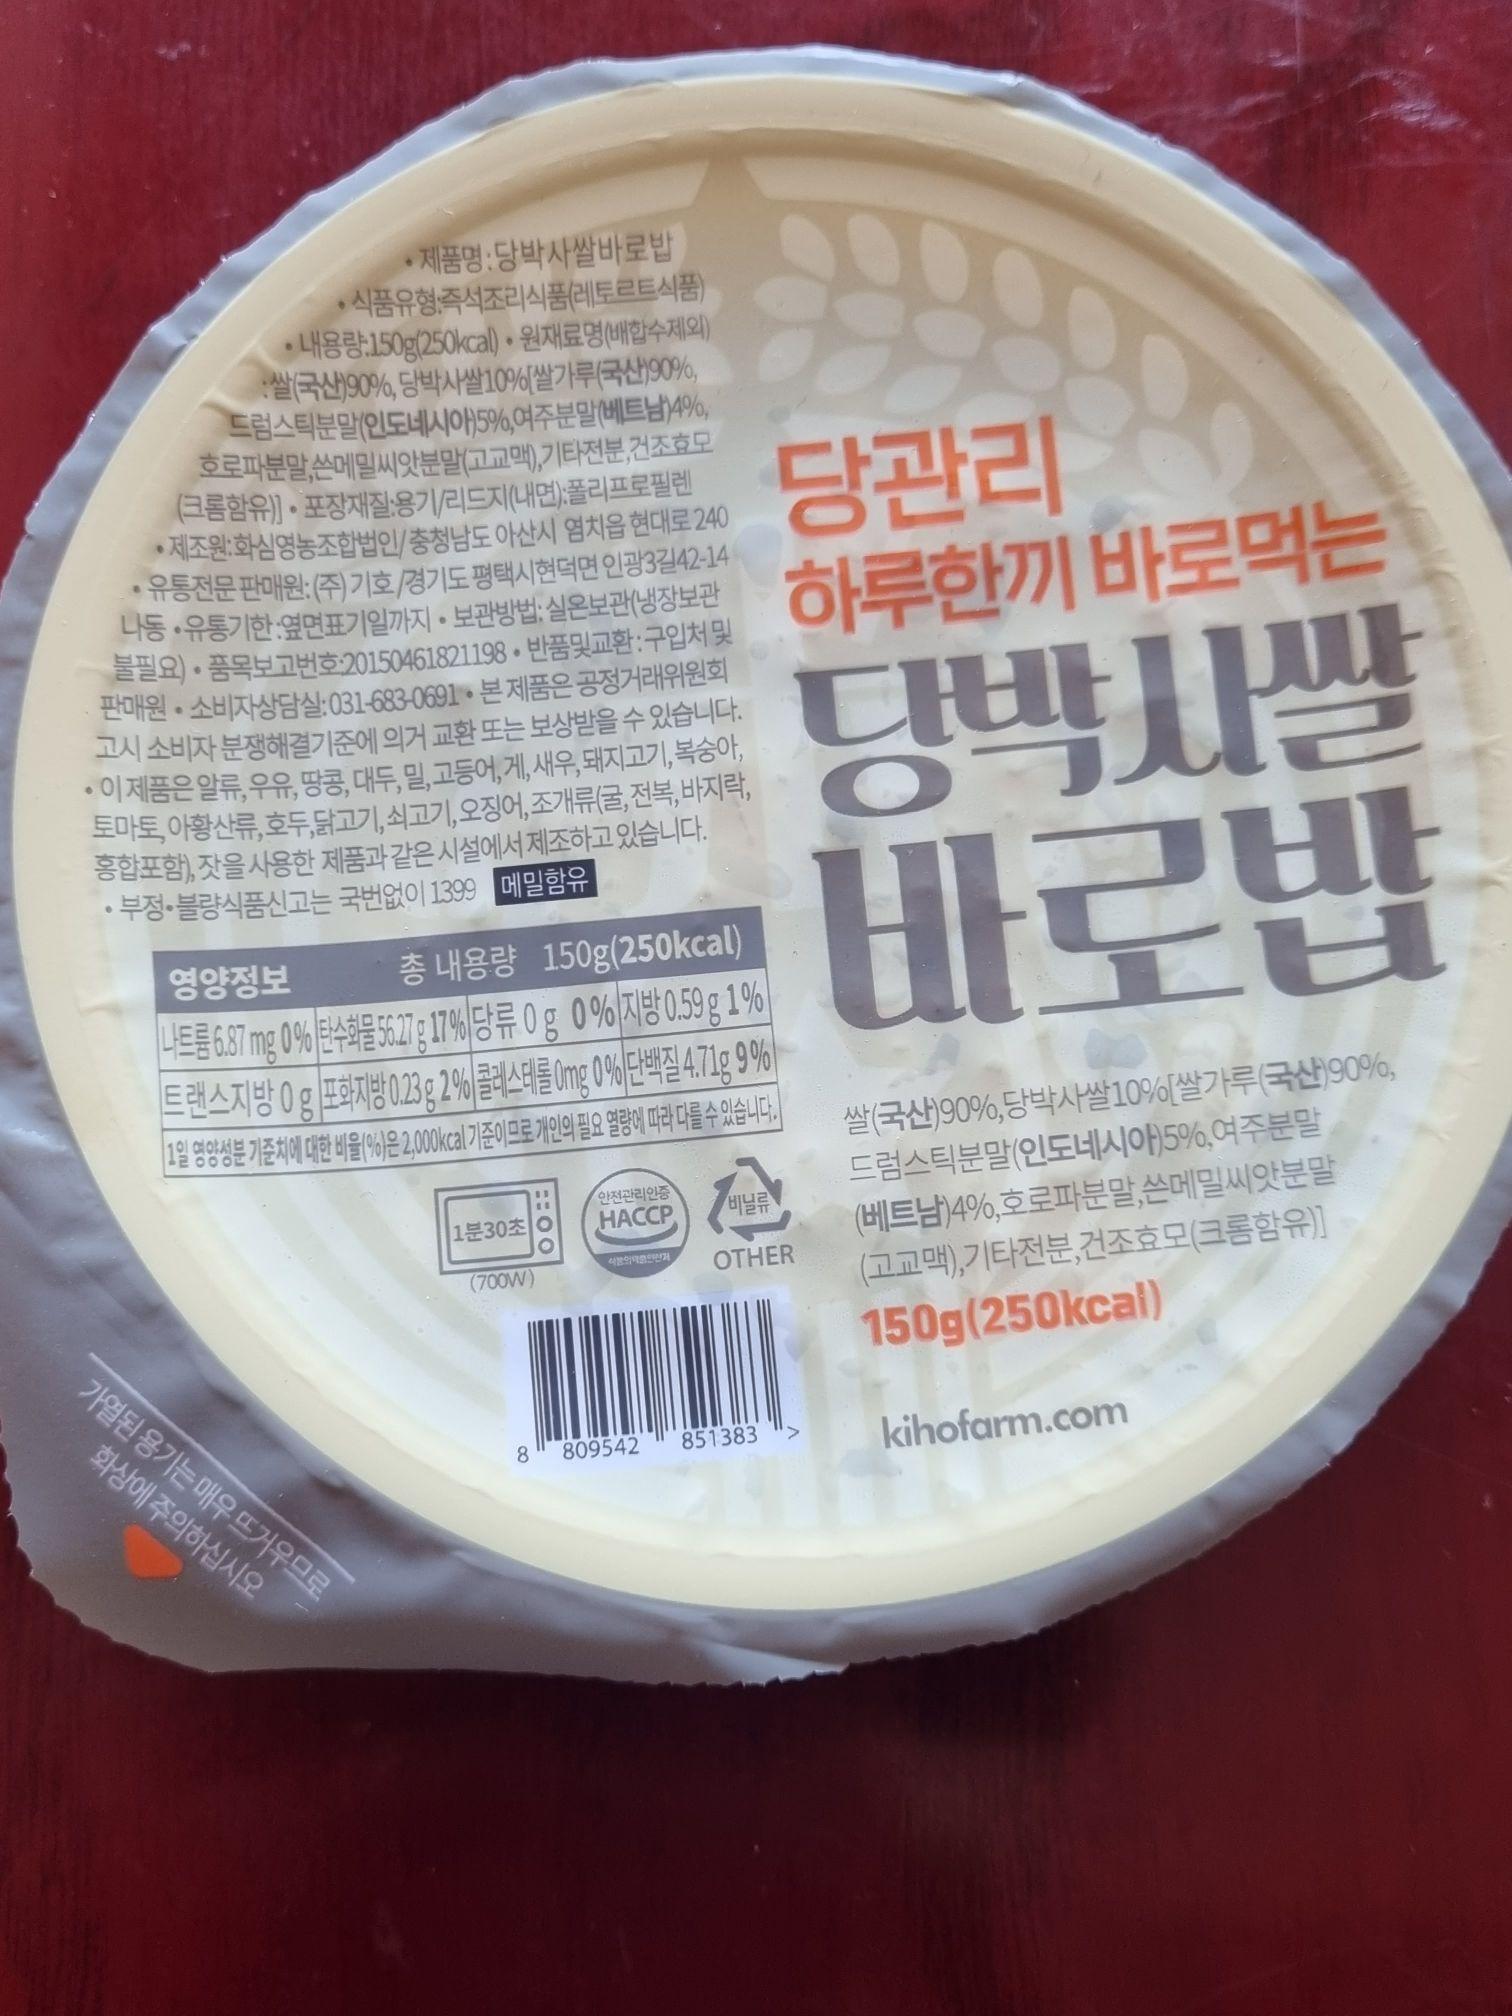 • 제품명:당박사쌀바로밥
• 식품유형:즉석조리식품(레토르트식품)
• 내용량:150g(250kcal) • 원재료명(배합수제외)
:쌀(국산)90%, 당박사쌀10%[쌀가루(국산)90%,
드럼스틱분말(인도네시아)5%,여주분말(베트남)4%,
호로파분말,쓴메밀씨앗분말(고교맥),기타전분,건조효모
(크롬함유)] • 포장재질:용기/리드지(내면):폴리프로필렌
• 제조원:화심영농조합법인/ 충청남도 아산시 염치읍 현대로 240
• 유통전문판매원: (주) 기호 /경기도 평택시현덕면 인광3길42-14
나동 • 유통기한 :옆면표기일까지 • 보관방법: 실온보관(냉장보관
불필요) • 품목보고번호:20150461821198 • 반품및교환 : 구입처 및
판매원 • 소비자상담실: 031-683-0691 • 본 제품은 공정거래위원회
고시 소비자 분쟁해결기준에 의거 교환 또는 보상받을 수 있습니다.
• 이 제품은 알류, 우유, 땅콩, 대두, 밀, 고등어, 게, 새우, 돼지고기, 복숭아,
토마토, 아황산류, 호두, 닭고기, 쇠고기, 오징어, 조개류(굴, 전복, 바지락,
홍합포함), 잣을 사용한 제품과 같은 시설에서 제조하고 있습니다.
• 부정•불량식품신고는 국번없이 1399 메밀함유
영양정보 총 내용량 150g(250kcal)
나트륨 6.87 mg 0% 탄수화물 56.27 g 17% 당류 0 g 0% 지방 0.59 g 1%
트랜스지방 0 g 포화지방 0.23 g 2% 콜레스테롤 0mg 0% 단백질 4.71g 9%
1일 영양성분 기준치에 대한 비율(%)은 2,000kcal 기준이므로 개인의 필요 열량에 따라 다를 수 있습니다.
1분30초
(700W)
안전관리인증
HACCP
비닐류
OTHER
8 809542 851383 >
가열된 용기는 매우 뜨거우므로
화상에 주의하십시오
당관리
하루한끼 바로먹는
당박사쌀
바로밥
쌀(국산)90%,당박사쌀10%[쌀가루(국산)90%,
드럼스틱분말(인도네시아)5%,여주분말
(베트남)4%,호로파분말,쓴메밀씨앗분말
(고교맥),기타전분,건조효모(크롬함유)]
150g(250kcal)
kihofarm.com